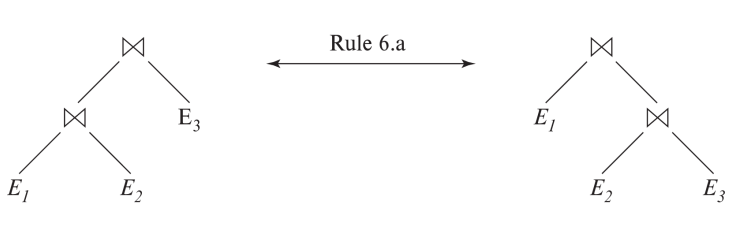 ⋈ Rule 6.a ⋈
⋈ E₃ E₁ ⋈
E₁ E₂ E₂ E₃